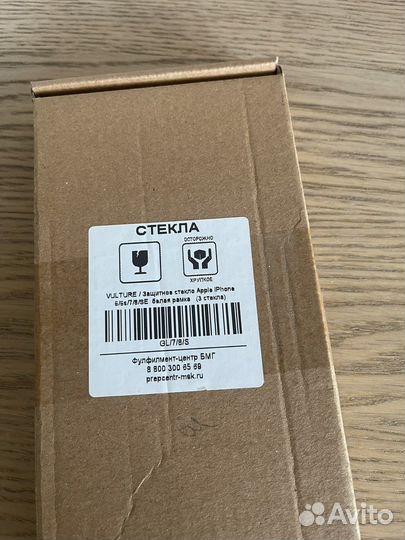 СТЕКЛА
ОСТОРОЖНО
ХРУПКОЕ
VULTURE / Защитное стекло Apple iPhone
6/6s/7/8/SE белая рамка (3 стекла)
GL/7/8/S
Фулфилмент-центр БМГ
8 800 300 65 69
prepcentr-msk.ru
Avito